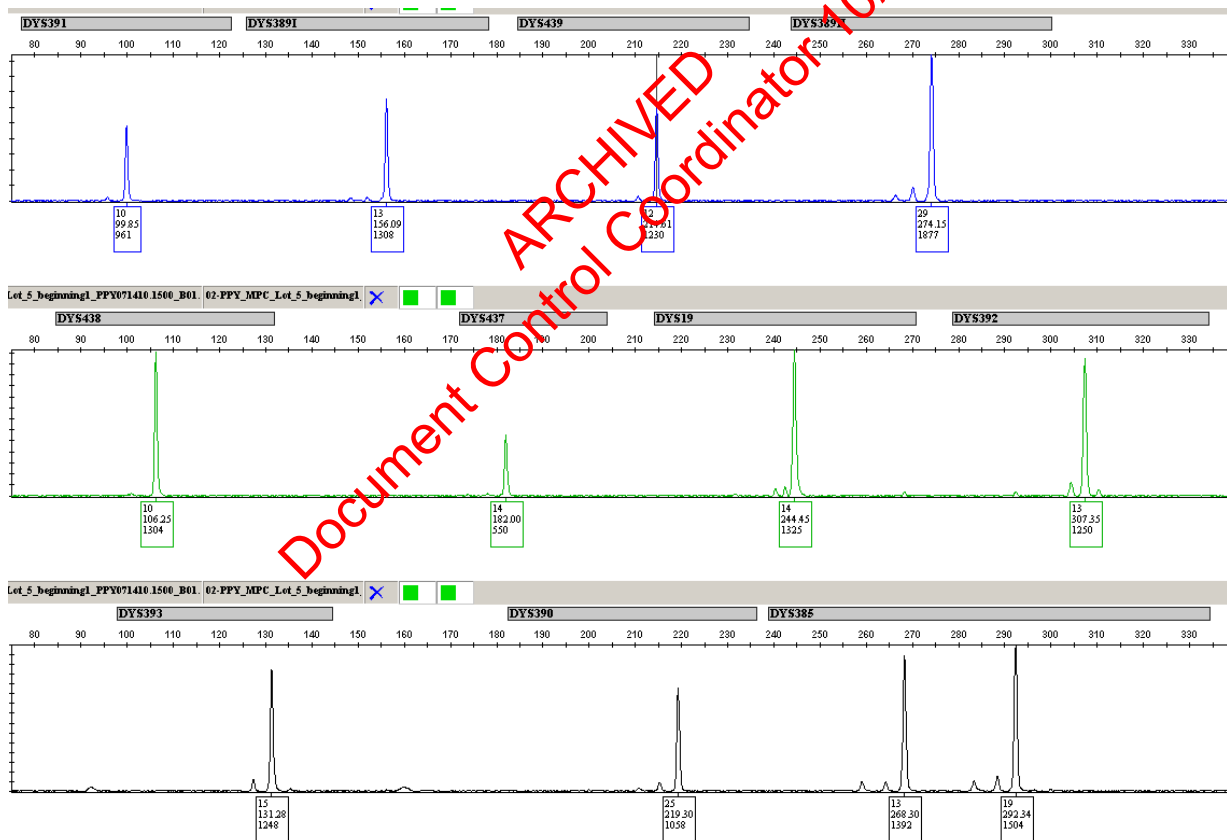 DYS391 DYS389I DYS439 DYS389II
80 90 100 110 120 130 140 150 160 170 180 190 200 210 220 230 240 250 260 270 280 290 300 310 320 330
10 13 12 29
99.85 156.09 214.61 274.15
961 1308 1230 1877
ARCHIVED
Document Control Coordinator
Lot_5_beginning1_PPY071410.1500_B01. 02-PPY_MPC_Lot_5_beginning1
DYS438 DYS437 DYS19 DYS392
80 90 100 110 120 130 140 150 160 170 180 190 200 210 220 230 240 250 260 270 280 290 300 310 320 330
10 14 14 13
106.25 182.00 244.45 307.35
1304 550 1325 1250
Lot_5_beginning1_PPY071410.1500_B01. 02-PPY_MPC_Lot_5_beginning1
DYS393 DYS390 DYS385
80 90 100 110 120 130 140 150 160 170 180 190 200 210 220 230 240 250 260 270 280 290 300 310 320 330
15 25 13 19
131.28 219.30 268.30 292.34
1248 1058 1392 1504